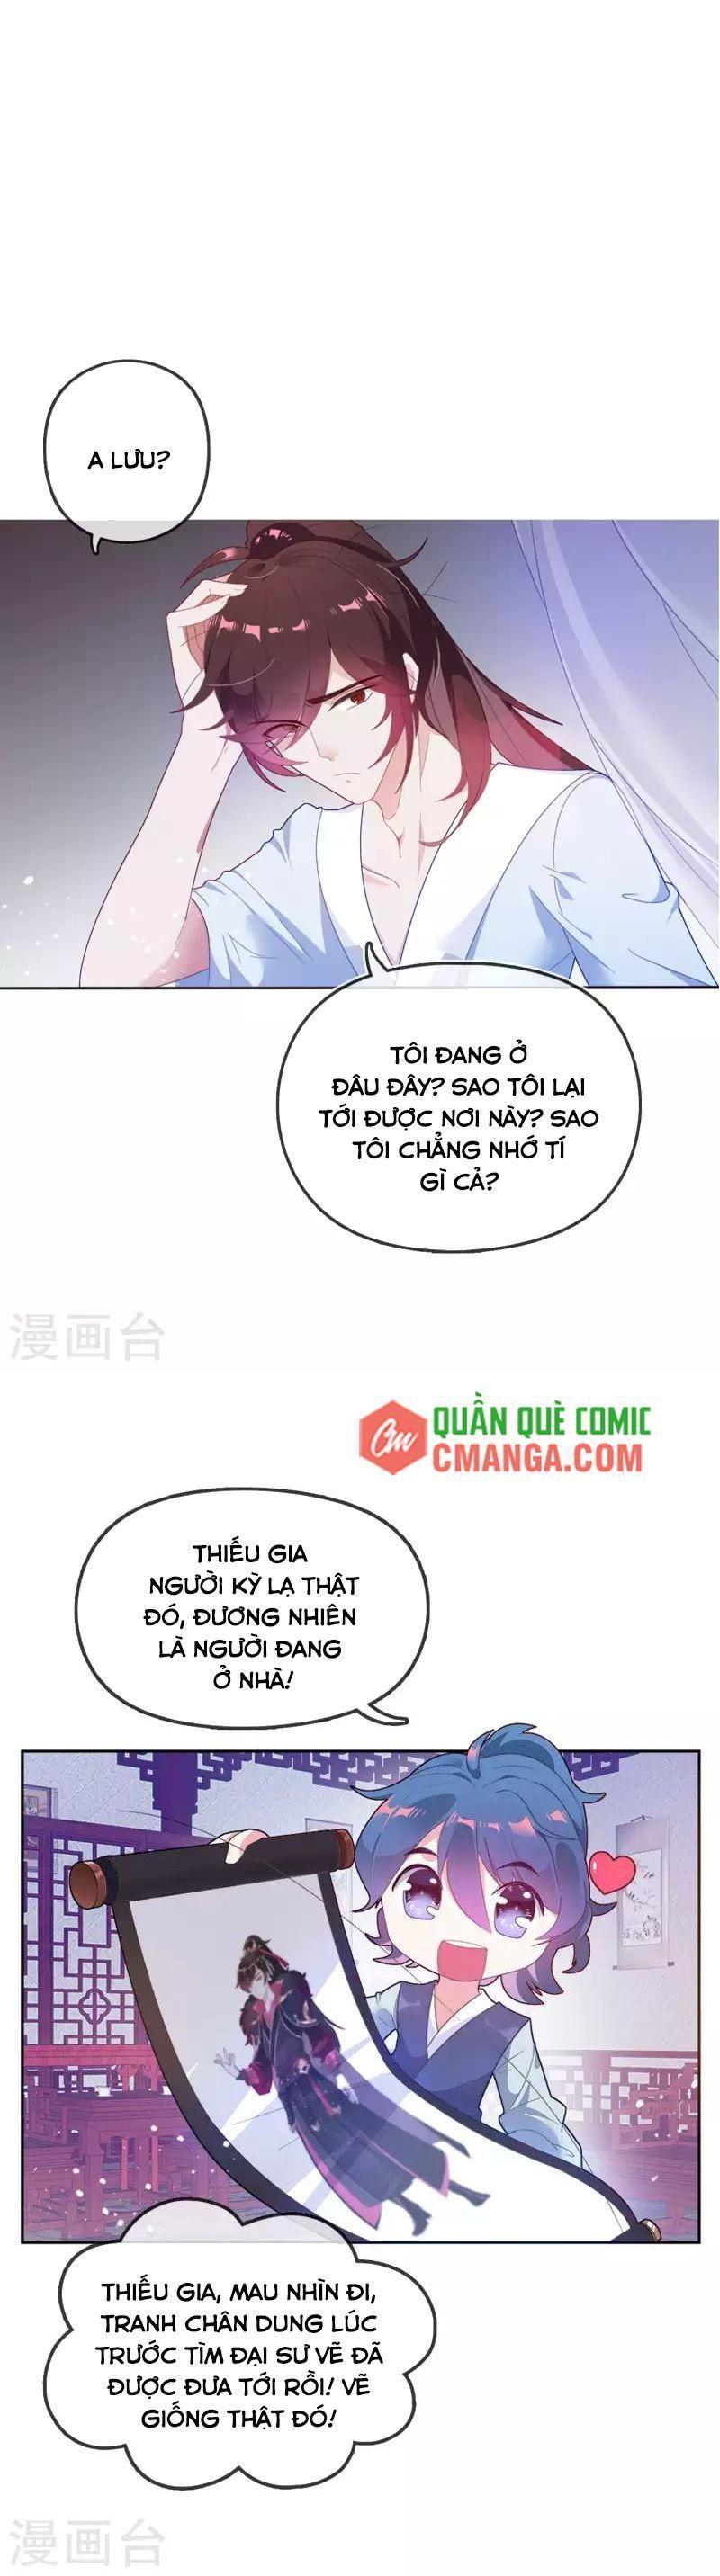 A LƯU?
TÔI ĐANG Ở
ĐÂU ĐÂY? SAO TÔI LẠI
TỚI ĐƯỢC NƠI NÀY? SAO
TÔI CHẲNG NHỚ TÍ
GÌ CẢ?
漫画台
CM
QUẦN QUÈ COMIC
CMANGA.COM
THIẾU GIA
NGƯỜI KỲ LẠ THẬT
ĐÓ, ĐƯƠNG NHIÊN
LÀ NGƯỜI ĐANG
Ở NHÀ!
THIẾU GIA, MAU NHÌN ĐI,
TRANH CHÂN DUNG LÚC
TRƯỚC TÌM ĐẠI SƯ VẼ ĐÃ
ĐƯỢC ĐƯA TỚI RỒI! VẼ
GIỐNG THẬT ĐÓ!
漫画台